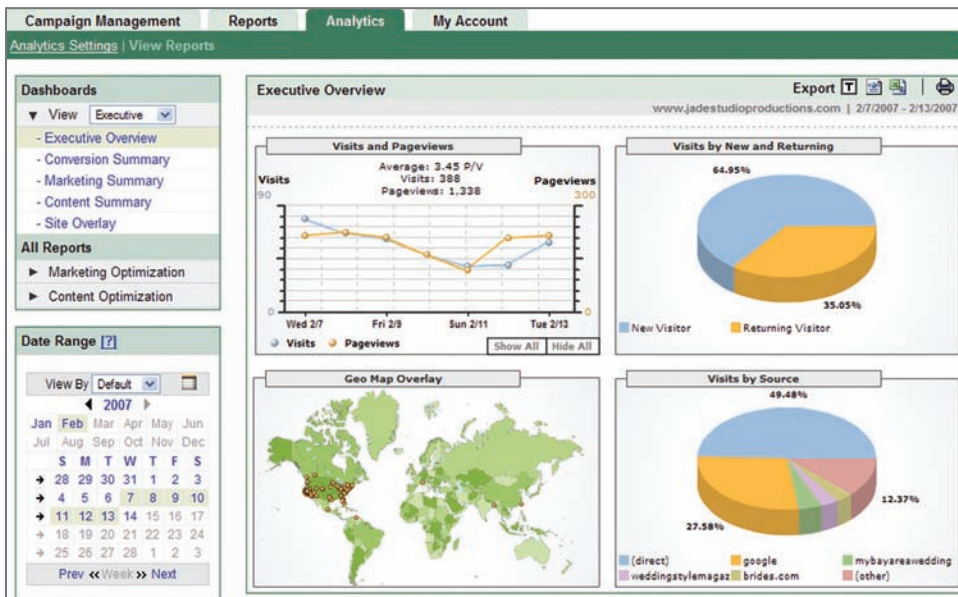 Campaign Management Reports Analytics My Account
Analytics Settings | View Reports
Dashboards
▼ View Executive
- Executive Overview
- Conversion Summary
- Marketing Summary
- Content Summary
- Site Overlay
All Reports
► Marketing Optimization
► Content Optimization
Date Range [?]
View By Default
2007
Jan Feb Mar Apr May Jun
Jul Aug Sep Oct Nov Dec
S M T W T F S
28 29 30 31 1 2 3
4 5 6 7 8 9 10
11 12 13 14 15 16 17
18 19 20 21 22 23 24
25 26 27 28 1 2 3
Prev « Week » Next
Executive Overview
Export T
www.jadestudioproductions.com | 2/7/2007 - 2/13/2007
Visits and Pageviews
Average: 3.45 P/V
Visits: 388
Pageviews: 1,338
Visits Pageviews
90 300
0 0
Wed 2/7 Fri 2/9 Sun 2/11 Tue 2/13
Visits Pageviews
Show All Hide All
Visits by New and Returning
64.95%
35.05%
New Visitor Returning Visitor
Geo Map Overlay
Visits by Source
49.48%
27.58%
12.37%
(direct) google mybayareawedding
weddingstylemagaz brides.com (other)